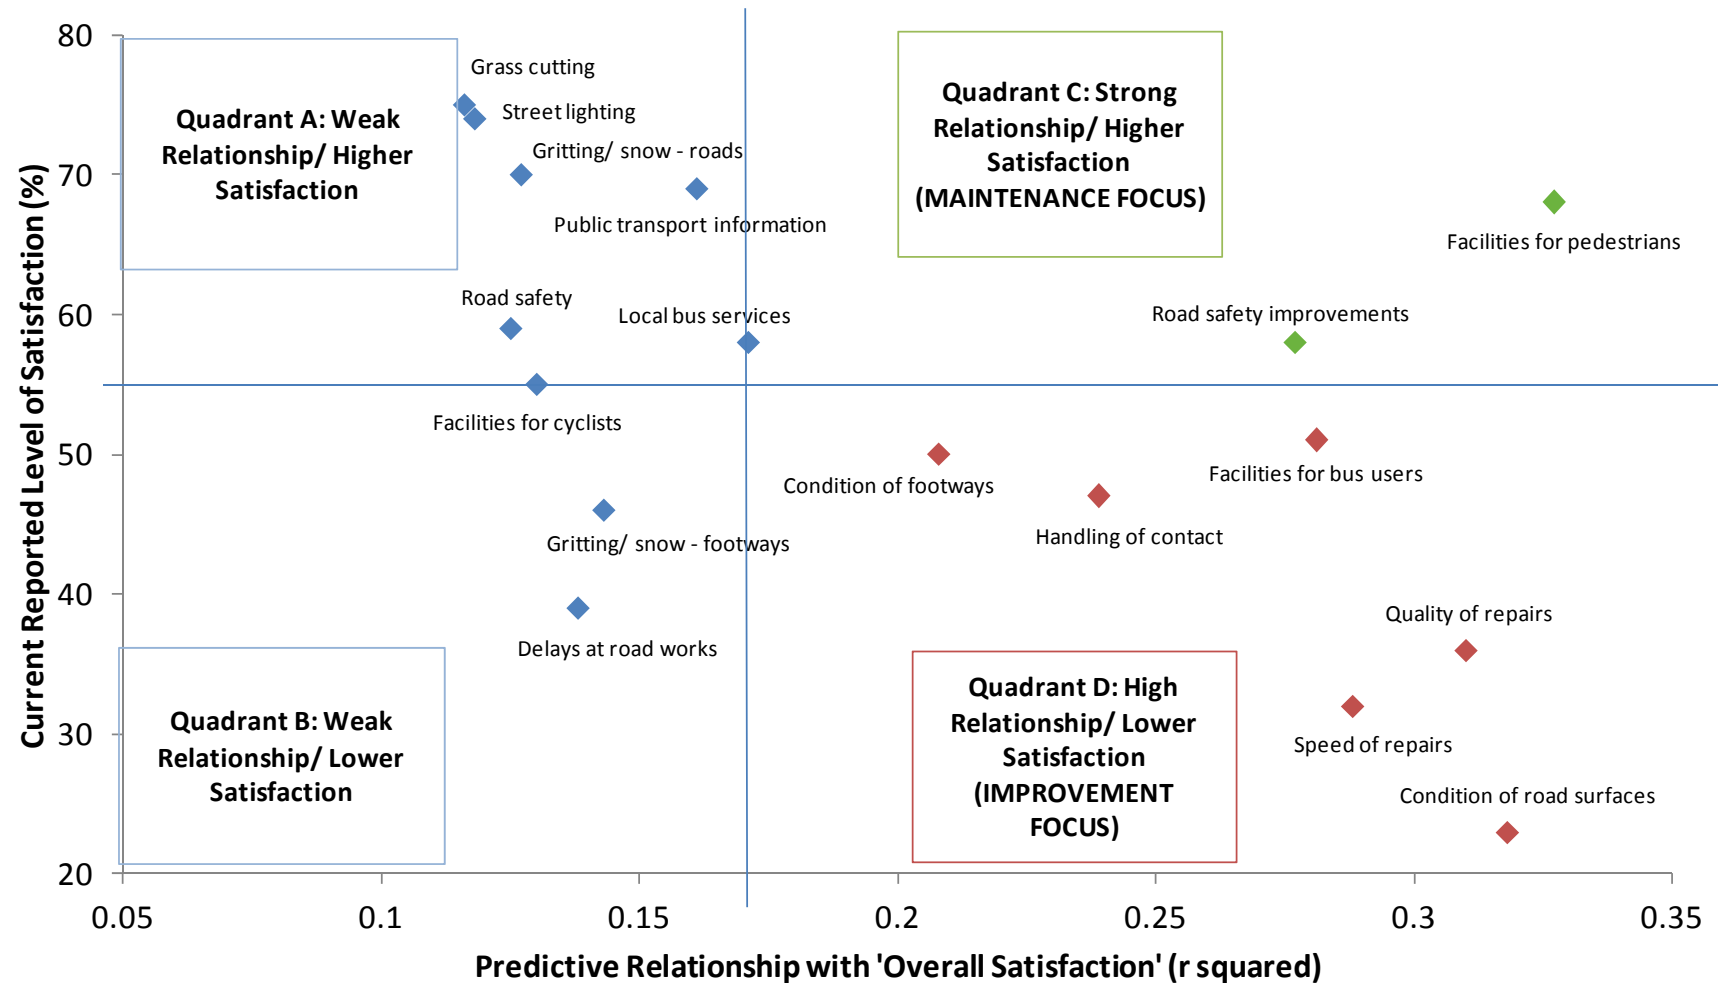 80
Grass cutting
Quadrant A: Weak
Relationship/ Higher
Satisfaction
Street lighting
Gritting/ snow - roads
Quadrant C: Strong
Relationship/ Higher
Satisfaction
(MAINTENANCE FOCUS)
70
Public transport information
Facilities for pedestrians
Road safety
60
Local bus services
Road safety improvements
Facilities for cyclists
50
Condition of footways
Facilities for bus users
Handling of contact
Gritting/ snow - footways
40
Delays at road works
Quality of repairs
Quadrant B: Weak
Relationship/ Lower
Satisfaction
Quadrant D: High
Relationship/ Lower
Satisfaction
(IMPROVEMENT
FOCUS)
30
Speed of repairs
Condition of road surfaces
20
Current Reported Level of Satisfaction (%)
0.05 0.1 0.15 0.2 0.25 0.3 0.35
Predictive Relationship with 'Overall Satisfaction' (r squared)